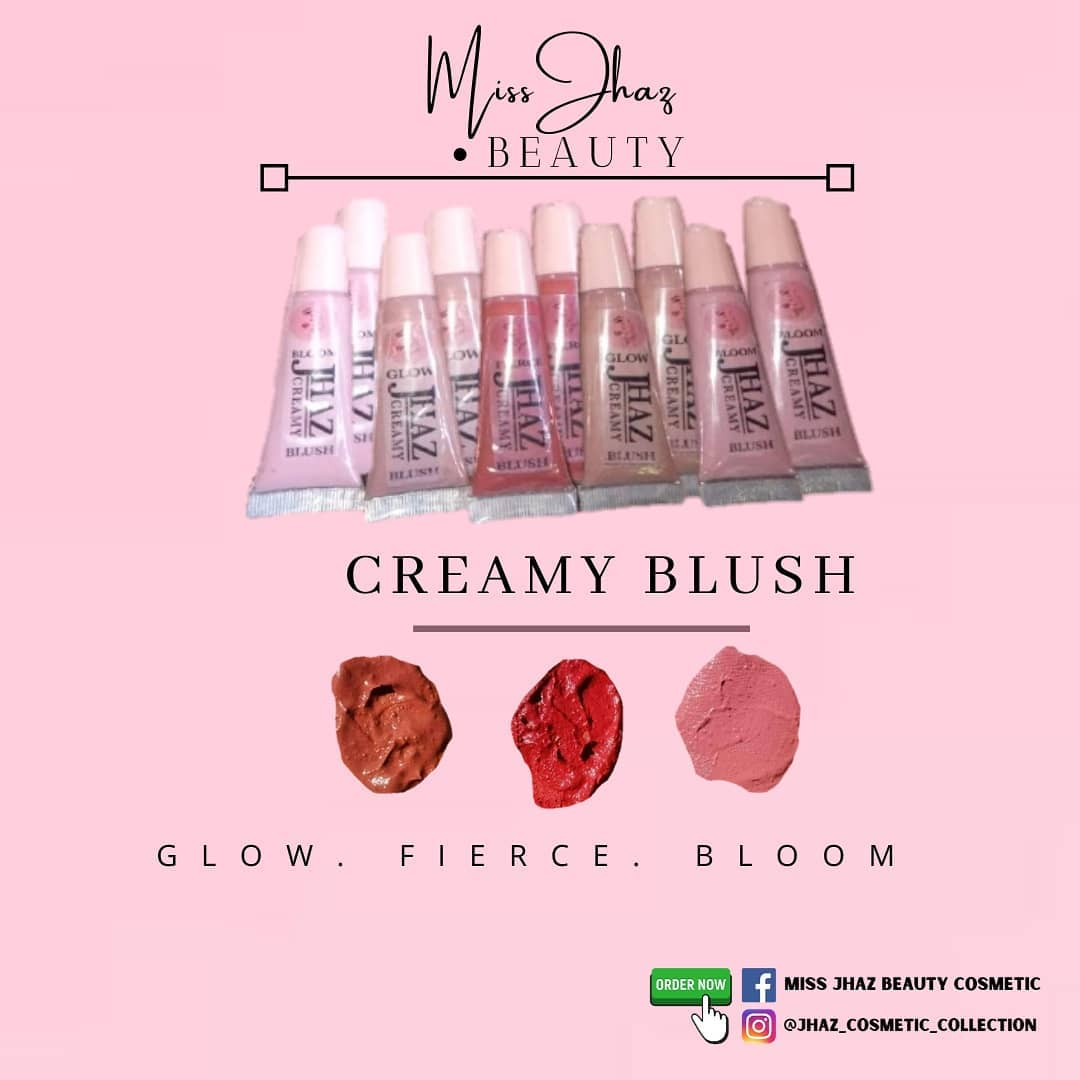 Miss Jhaz
• BEAUTY
BLOOM
JHAZ
CREAMY
BLUSH
GLOW
JHAZ
CREAMY
BLUSH
FIERCE
JHAZ
CREAMY
BLUSH
GLOW
JHAZ
CREAMY
BLUSH
BLOOM
JHAZ
CREAMY
BLUSH
BLOOM
JHAZ
CREAMY
BLUSH
CREAMY BLUSH
GLOW. FIERCE. BLOOM
ORDER NOW
MISS JHAZ BEAUTY COSMETIC
@JHAZ_COSMETIC_COLLECTION